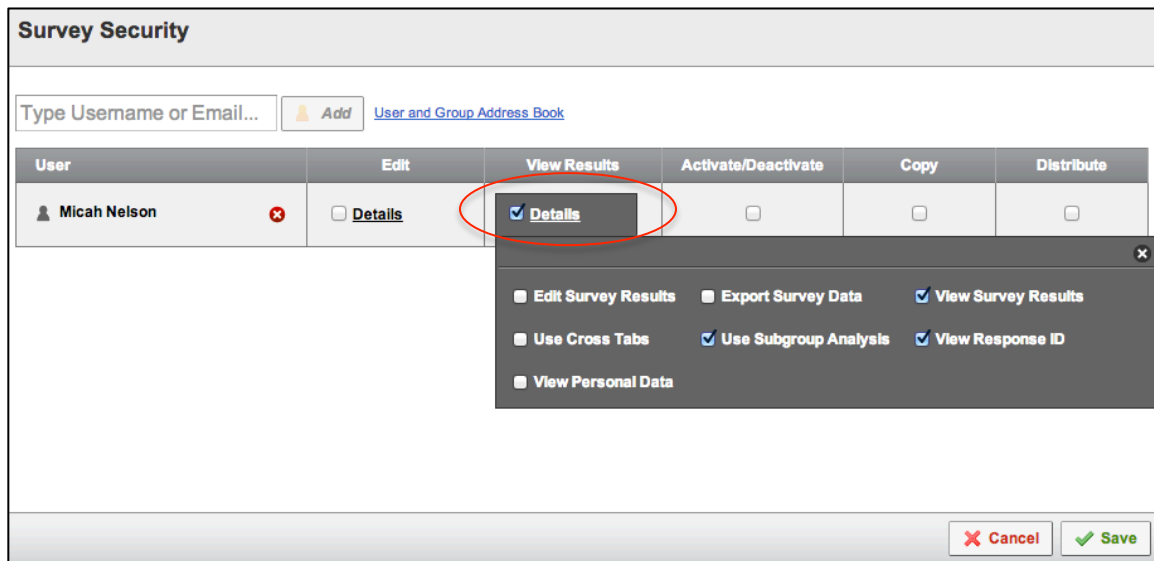 Survey Security
Type Username or Email... Add User and Group Address Book
User Edit View Results Activate/Deactivate Copy Distribute
Micah Nelson Details Details
Edit Survey Results Export Survey Data View Survey Results
Use Cross Tabs Use Subgroup Analysis View Response ID
View Personal Data
Cancel Save